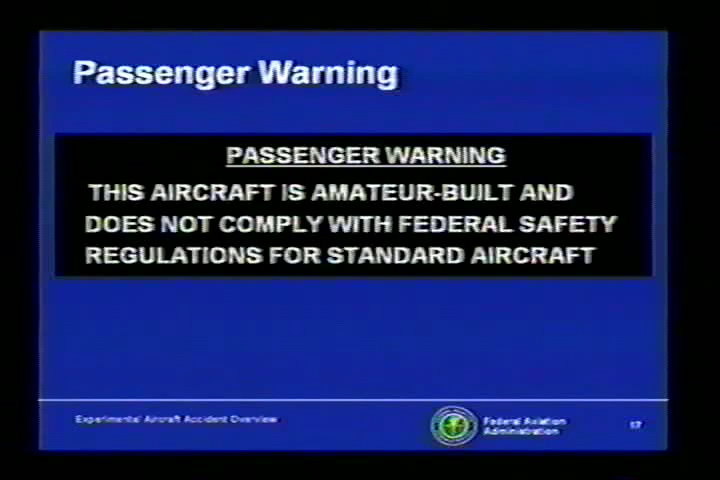 Passenger Warning
PASSENGER WARNING
THIS AIRCRAFT IS AMATEUR-BUILT AND
DOES NOT COMPLY WITH FEDERAL SAFETY
REGULATIONS FOR STANDARD AIRCRAFT
Experimental Aircraft Accident Overview
Federal Aviation
Administration
17